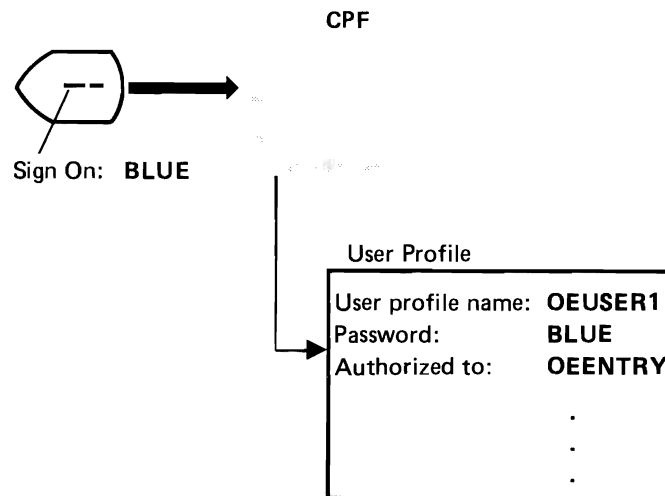 CPF
Sign On: BLUE
User Profile
User profile name: OEUSER1
Password: BLUE
Authorized to: OEENTRY
.
.
.